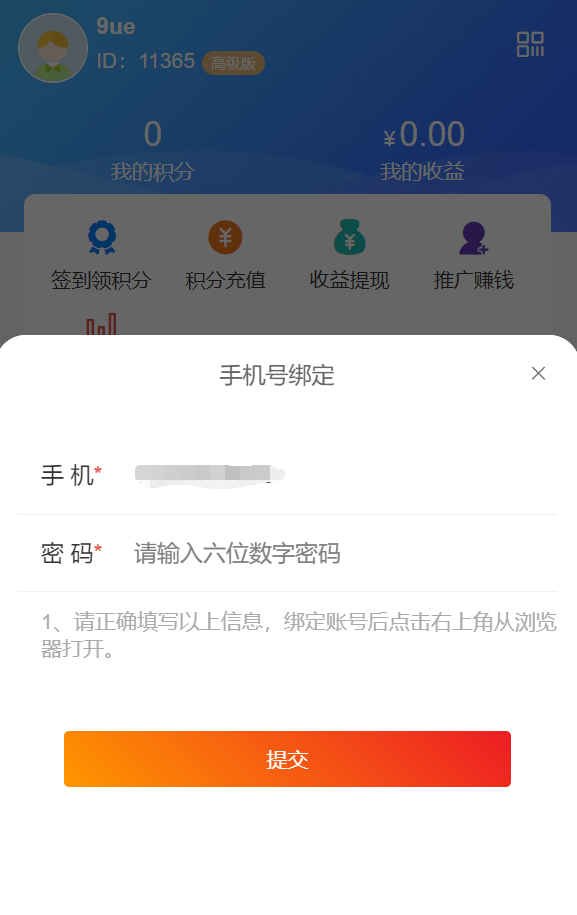 9ue
ID：11365 高级版
0
¥0.00
我的积分
我的收益
签到领积分
积分充值
收益提现
推广赚钱
手机号绑定
手 机*
密 码* 请输入六位数字密码
1、请正确填写以上信息，绑定账号后点击右上角从浏览
器打开。
提交